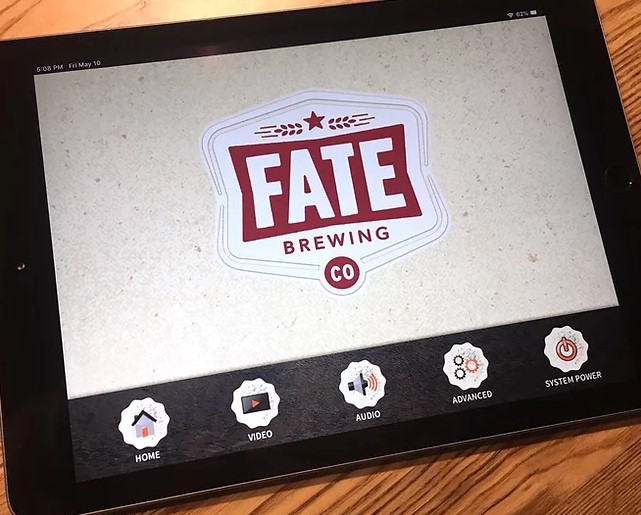 5:08 PM Fri May 10
62%
FATE
BREWING
CO
HOME
VIDEO
AUDIO
ADVANCED
SYSTEM POWER